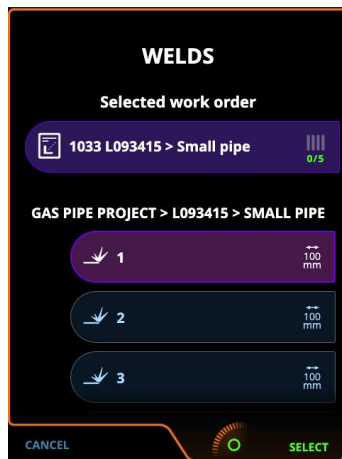 WELDS
Selected work order
1033 L093415 > Small pipe
0/5
GAS PIPE PROJECT > L093415 > SMALL PIPE
1
100
mm
2
100
mm
3
100
mm
CANCEL
SELECT